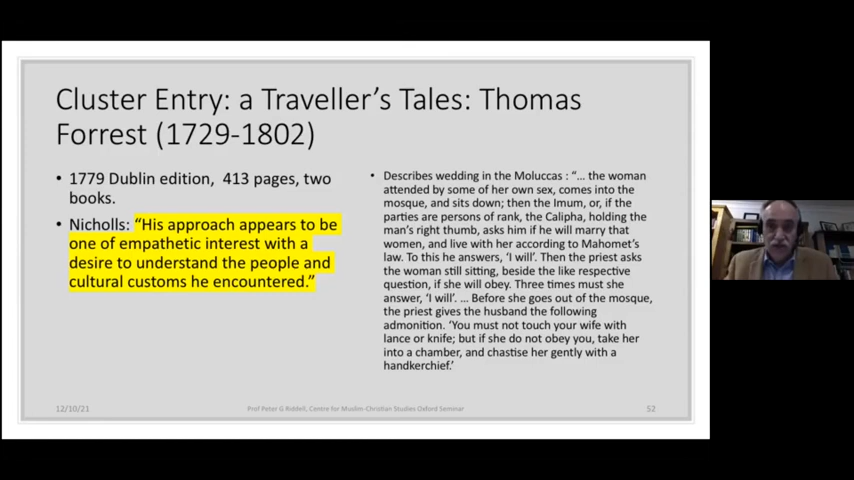 Cluster Entry: a Traveller's Tales: Thomas
Forrest (1729-1802)
• 1779 Dublin edition, 413 pages, two
books.
• Nicholls: “His approach appears to be
one of empathetic interest with a
desire to understand the people and
cultural customs he encountered.”
• Describes wedding in the Moluccas : “... the woman
attended by some of her own sex, comes into the
mosque, and sits down; then the Imum, or, if the
parties are persons of rank, the Calipha, holding the
man's right thumb, asks him if he will marry that
women, and live with her according to Mahomet's
law. To this he answers, ‘I will’. Then the priest asks
the woman still sitting, beside the like respective
question, if she will obey. Three times must she
answer, ‘I will’. ... Before she goes out of the mosque,
the priest gives the husband the following
admonition. ‘You must not touch your wife with
lance or knife; but if she do not obey you, take her
into a chamber, and chastise her gently with a
handkerchief.’
12/10/21
Prof Peter G Riddell, Centre for Muslim-Christian Studies Oxford Seminar
52